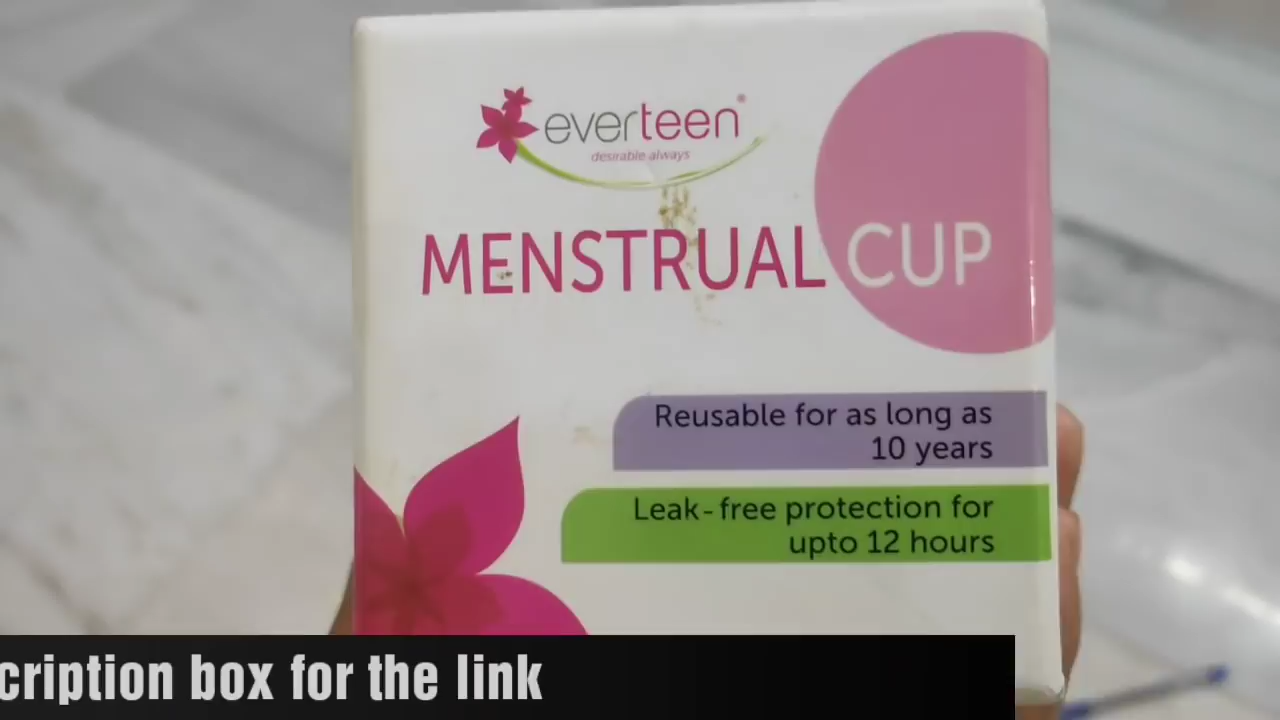 everteen®
desirable always
MENSTRUAL CUP
Reusable for as long as
10 years
Leak-free protection for
upto 12 hours
cription box for the link